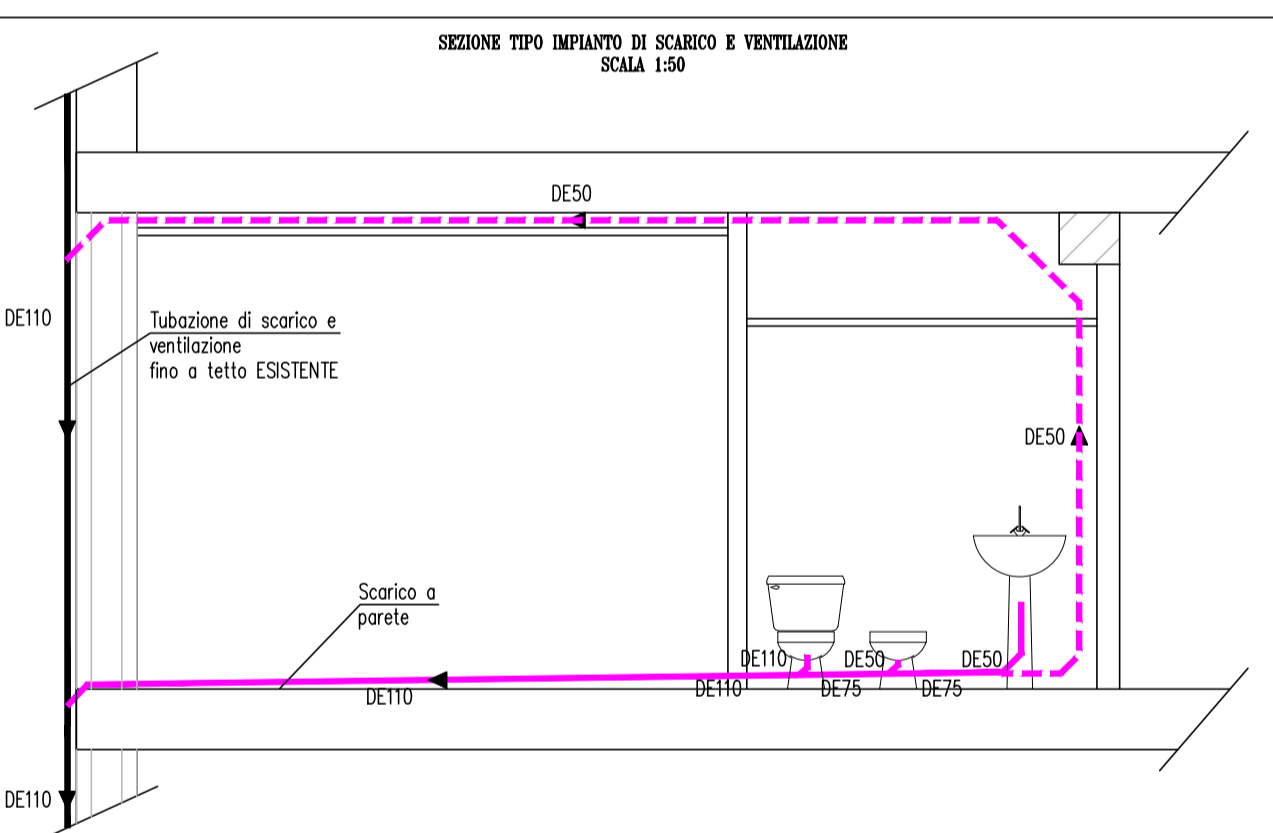 SEZIONE TIPO IMPIANTO DI SCARICO E VENTILAZIONE
SCALA 1:50
DE50
DE110
Tubazione di scarico e
ventilazione
fino a tetto ESISTENTE
DE50
Scarico a
parete
DE110
DE50
DE50
DE110
DE110
DE75
DE75
DE110